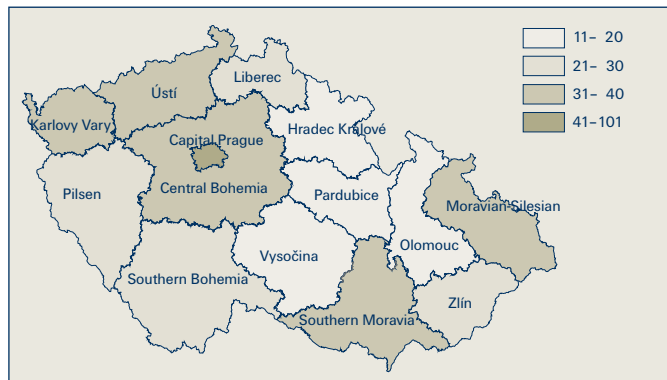 11– 20
21– 30
31– 40
41–101
Liberec
Ústí
Karlovy Vary
Capital Prague
Hradec Králové
Central Bohemia
Pilsen
Pardubice
Moravian-Silesian
Olomouc
Vysočina
Southern Bohemia
Zlín
Southern Moravia